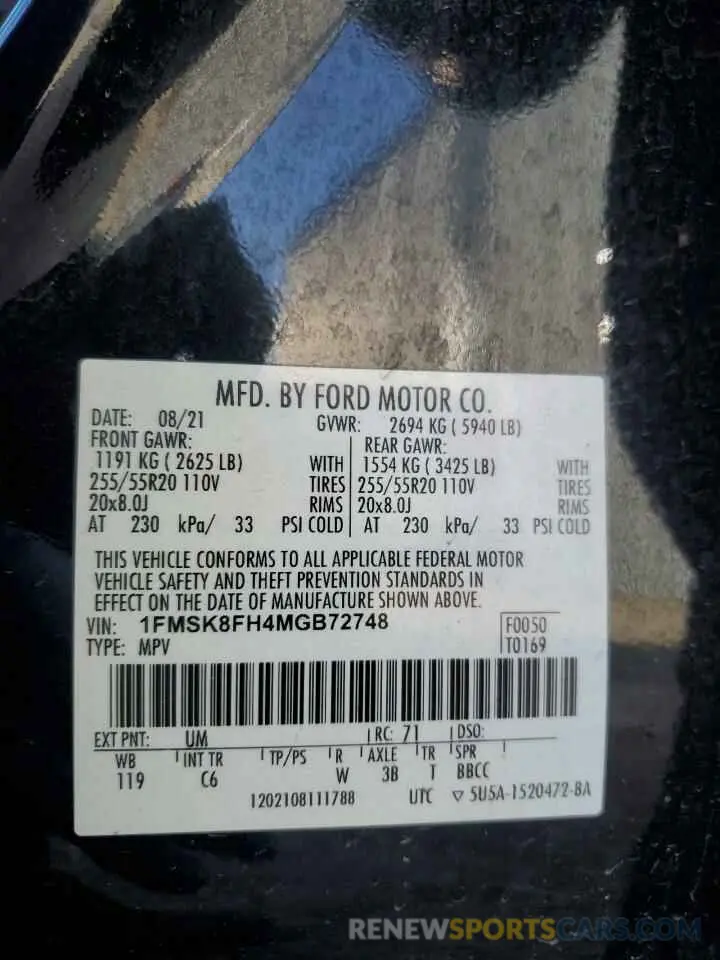 MFD. BY FORD MOTOR CO.
DATE: 08/21 GVWR: 2694 KG ( 5940 LB)
FRONT GAWR: REAR GAWR:
1191 KG ( 2625 LB) WITH 1554 KG ( 3425 LB) WITH
255/55R20 110V TIRES 255/55R20 110V TIRES
20x8.0J RIMS 20x8.0J RIMS
AT 230 kPa/ 33 PSI COLD AT 230 kPa/ 33 PSI COLD
THIS VEHICLE CONFORMS TO ALL APPLICABLE FEDERAL MOTOR
VEHICLE SAFETY AND THEFT PREVENTION STANDARDS IN
EFFECT ON THE DATE OF MANUFACTURE SHOWN ABOVE.
VIN: 1FMSK8FH4MGB72748 F0050
TYPE: MPV T0169
EXT PNT: UM RC: 71 DSO:
WB INT TR TP/PS R AXLE TR SPR
119 C6 W 3B T BBCC
1202108111788 UTC ▽ 5U5A-1520472-BA
RENEWSPORTSCARS.COM